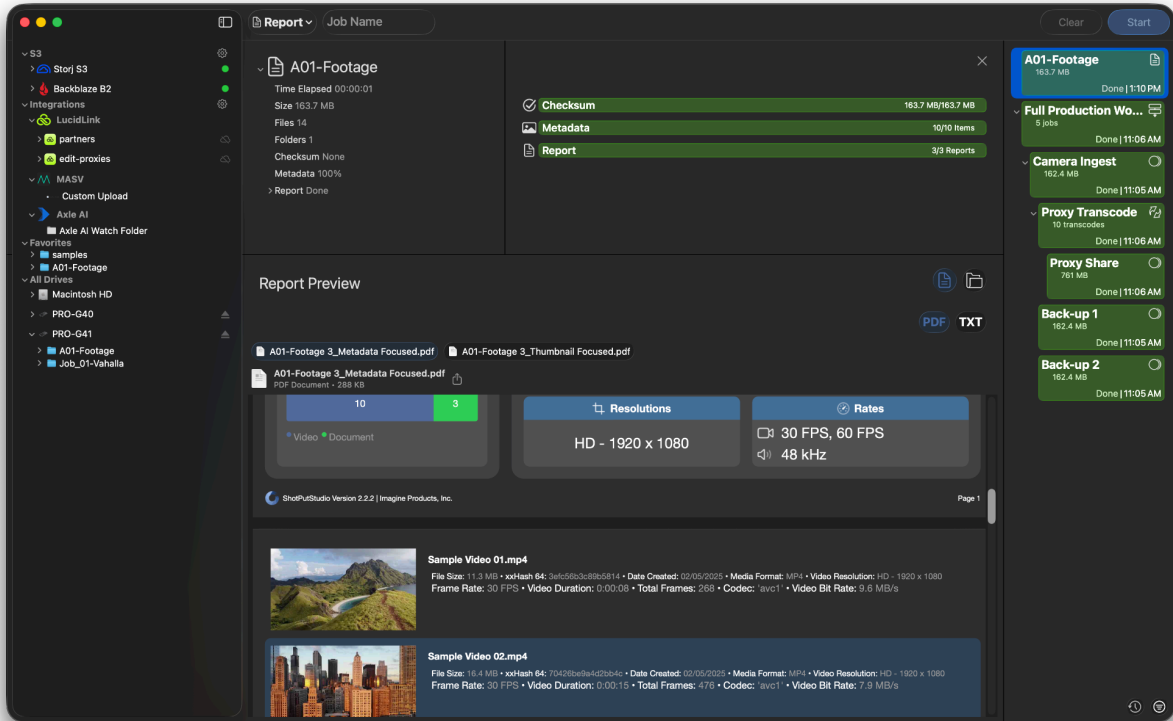 Report
Job Name
Clear
Start
S3
Storj S3
Backblaze B2
Integrations
LucidLink
partners
edit-proxies
MASV
Custom Upload
Axle AI
Axle AI Watch Folder
Favorites
samples
A01-Footage
All Drives
Macintosh HD
PRO-G40
PRO-G41
A01-Footage
Job_01-Vahalla
A01-Footage
Time Elapsed 00:00:01
Size 163.7 MB
Files 14
Folders 1
Checksum None
Metadata 100%
Report Done
Checksum 163.7 MB/163.7 MB
Metadata 10/10 Items
Report 3/3 Reports
Report Preview
PDF TXT
A01-Footage 3_Metadata Focused.pdf
A01-Footage 3_Thumbnail Focused.pdf
A01-Footage 3_Metadata Focused.pdf
PDF Document • 288 KB
10 3
Video • Document
Resolutions
HD - 1920 x 1080
Rates
30 FPS, 60 FPS
48 kHz
ShotPutStudio Version 2.2.2 | Imagine Products, Inc.
Page 1
Sample Video 01.mp4
File Size: 11.3 MB • xxHash 64: 3efc56b3c89b5814 • Date Created: 02/05/2025 • Media Format: MP4 • Video Resolution: HD - 1920 x 1080
Frame Rate: 30 FPS • Video Duration: 0:00:08 • Total Frames: 268 • Codec: 'avc1' • Video Bit Rate: 9.6 MB/s
Sample Video 02.mp4
File Size: 16.4 MB • xxHash 64: 70426be9a4d2bb4c • Date Created: 02/05/2025 • Media Format: MP4 • Video Resolution: HD - 1920 x 1080
Frame Rate: 30 FPS • Video Duration: 0:00:15 • Total Frames: 476 • Codec: 'avc1' • Video Bit Rate: 7.9 MB/s
A01-Footage
163.7 MB
Done | 1:10 PM
Full Production Wo...
5 jobs
Done | 11:06 AM
Camera Ingest
162.4 MB
Done | 11:05 AM
Proxy Transcode
10 transcodes
Done | 11:06 AM
Proxy Share
761 MB
Done | 11:06 AM
Back-up 1
162.4 MB
Done | 11:05 AM
Back-up 2
162.4 MB
Done | 11:05 AM